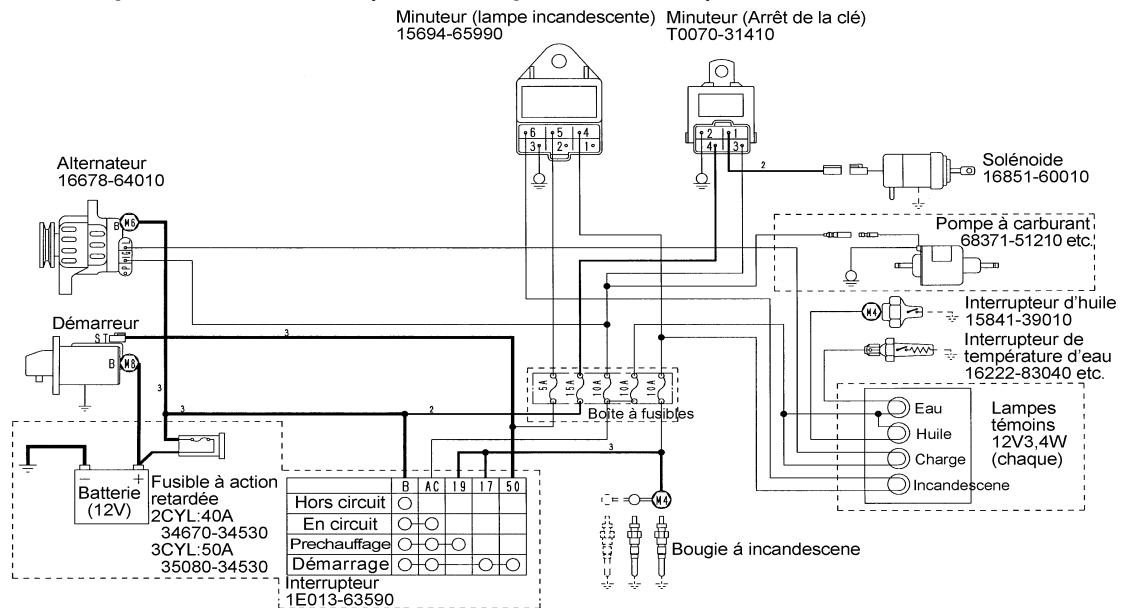 Minuteur (lampe incandescente)
15694-65990
Minuteur (Arrêt de la clé)
T0070-31410
6 5 4
3 2 1
2 1
4 3
2
Solénoide
16851-60010
Alternateur
16678-64010
B
M6
L
IG
P
Pompe à carburant
68371-51210 etc.
Démarreur
ST
B
M8
3
3
3
2
M4
Interrupteur d'huile
15841-39010
Interrupteur de
température d'eau
16222-83040 etc.
5A 15A 10A 10A 10A
Boîte à fusibles
Eau
Huile
Charge
Incandescene
Lampes
témoins
12V3,4W
(chaque)
3
− +
Batterie
(12V)
Fusible à action
retardée
2CYL:40A
34670-34530
3CYL:50A
35080-34530
B AC 19 17 50
Hors circuit
En circuit
Prechauffage
Démarrage
Interrupteur
1E013-63590
M4
Bougie á incandescene